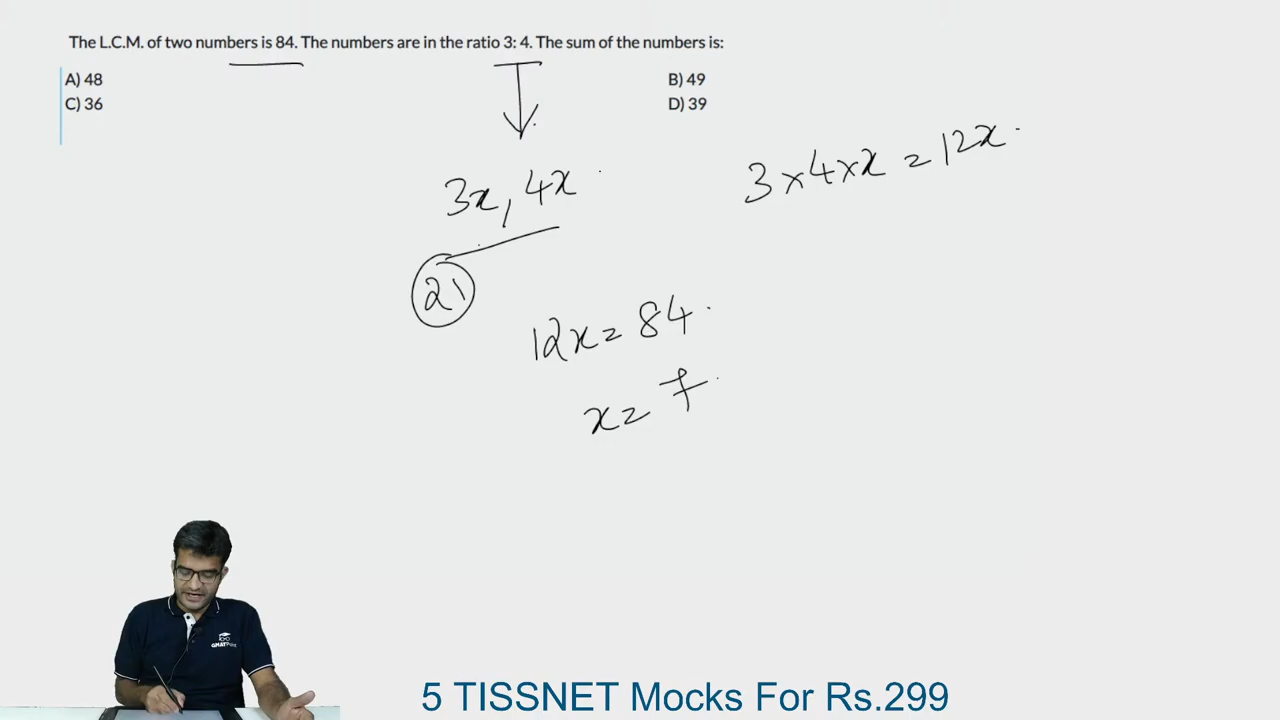 The L.C.M. of two numbers is 84. The numbers are in the ratio 3: 4. The sum of the numbers is:
A) 48
B) 49
C) 36
D) 39
3x, 4x
3 × 4 × x = 12x
21
12x = 84
x = 7
GMATPoint
5 TISSNET Mocks For Rs.299